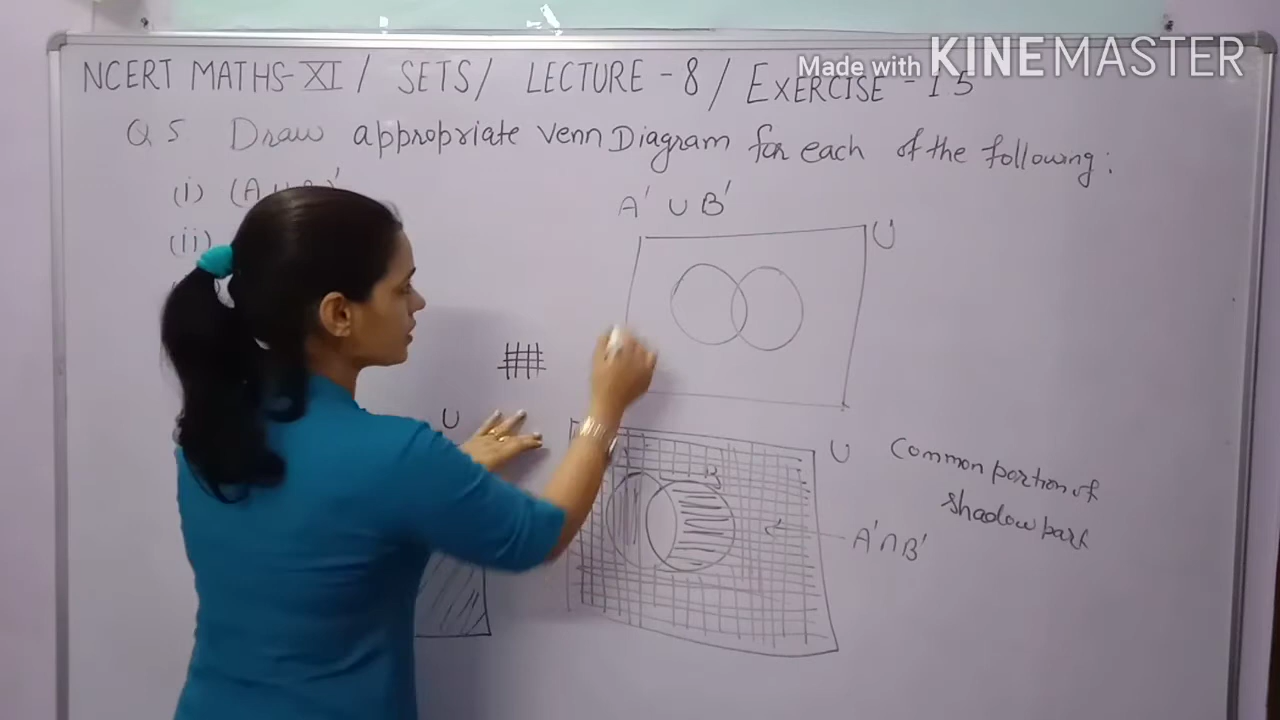 Made with KINEMASTER
NCERT MATHS-XI / SETS / LECTURE - 8 / EXERCISE - 1.5
Q 5 Draw appropriate Venn Diagram for each of the following:
(i) (A
(ii)
A' ∪ B'
U
U
U
B
Common portion of
shadow part
A'∩B'